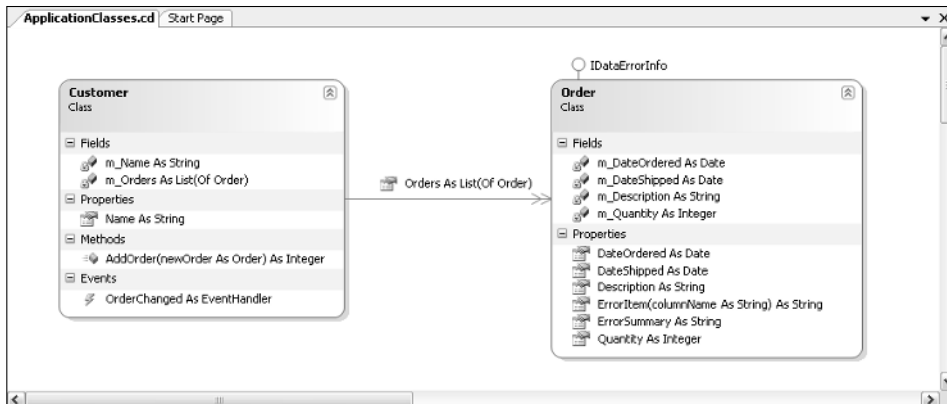 ApplicationClasses.cd Start Page
Customer
Class
Fields
m_Name As String
m_Orders As List(Of Order)
Properties
Name As String
Methods
AddOrder(newOrder As Order) As Integer
Events
OrderChanged As EventHandler
Orders As List(Of Order)
IDataErrorInfo
Order
Class
Fields
m_DateOrdered As Date
m_DateShipped As Date
m_Description As String
m_Quantity As Integer
Properties
DateOrdered As Date
DateShipped As Date
Description As String
ErrorItem(columnName As String) As String
ErrorSummary As String
Quantity As Integer